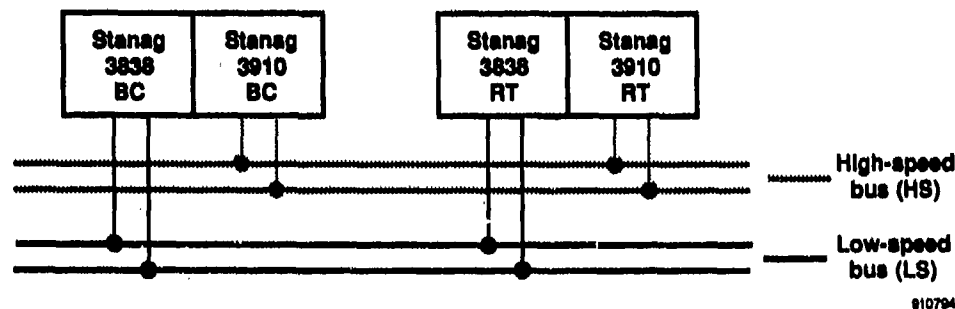 Stanag
3838
BC
Stanag
3910
BC
Stanag
3838
RT
Stanag
3910
RT
High-speed
bus (HS)
Low-speed
bus (LS)
910794